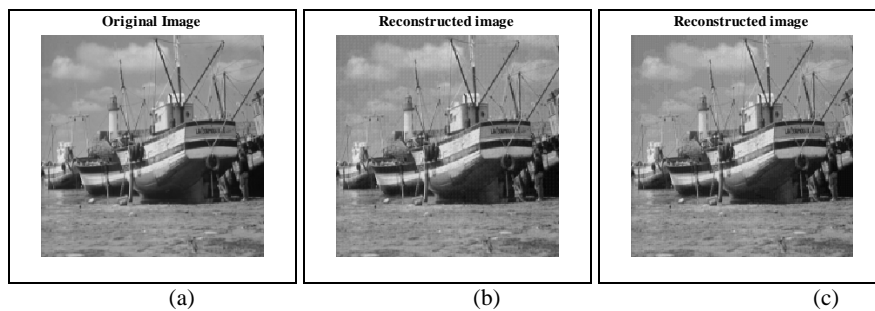 Original Image
Reconstructed image
Reconstructed image
(a)
(b)
(c)